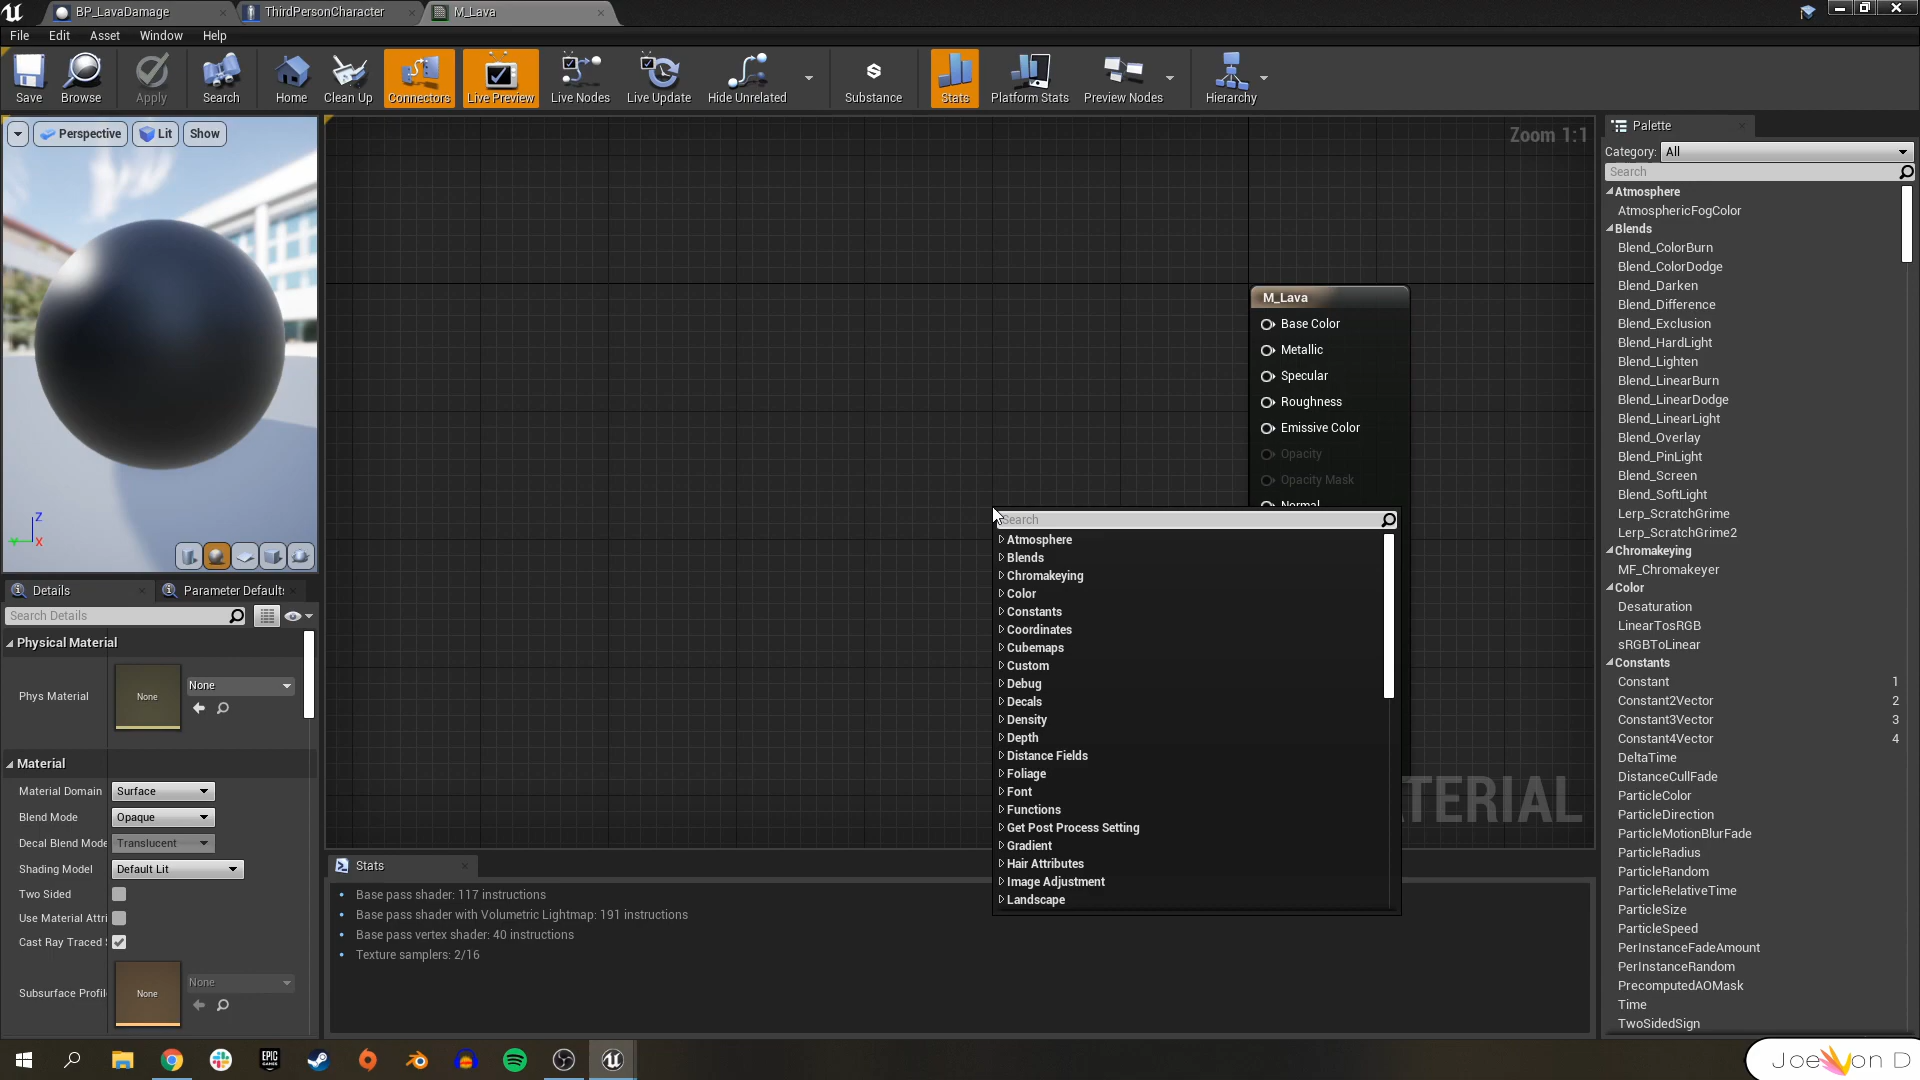 BP_LavaDamage
ThirdPersonCharacter
M_Lava
File Edit Asset Window Help
Save Browse Apply Search Home Clean Up Connectors Live Preview Live Nodes Live Update Hide Unrelated Substance Stats Platform Stats Preview Nodes Hierarchy
Perspective Lit Show
Z
Y
X
Zoom 1:1
M_Lava
Base Color
Metallic
Specular
Roughness
Emissive Color
Opacity
Opacity Mask
Normal
Search
Atmosphere
Blends
Chromakeying
Color
Constants
Coordinates
Cubemaps
Custom
Debug
Decals
Density
Depth
Distance Fields
Foliage
Font
Functions
Get Post Process Setting
Gradient
Hair Attributes
Image Adjustment
Landscape
TERIAL
Details
Parameter Defaults
Search Details
Physical Material
Phys Material
None
None
Material
Material Domain Surface
Blend Mode Opaque
Decal Blend Mode Translucent
Shading Model Default Lit
Two Sided
Use Material Attri
Cast Ray Traced S
Subsurface Profil
None
None
Stats
Base pass shader: 117 instructions
Base pass shader with Volumetric Lightmap: 191 instructions
Base pass vertex shader: 40 instructions
Texture samplers: 2/16
Palette
Category: All
Search
Atmosphere
AtmosphericFogColor
Blends
Blend_ColorBurn
Blend_ColorDodge
Blend_Darken
Blend_Difference
Blend_Exclusion
Blend_HardLight
Blend_Lighten
Blend_LinearBurn
Blend_LinearDodge
Blend_LinearLight
Blend_Overlay
Blend_PinLight
Blend_Screen
Blend_SoftLight
Lerp_ScratchGrime
Lerp_ScratchGrime2
Chromakeying
MF_Chromakeyer
Color
Desaturation
LinearTosRGB
sRGBToLinear
Constants
Constant 1
Constant2Vector 2
Constant3Vector 3
Constant4Vector 4
DeltaTime
DistanceCullFade
ParticleColor
ParticleDirection
ParticleMotionBlurFade
ParticleRadius
ParticleRandom
ParticleRelativeTime
ParticleSize
ParticleSpeed
PerInstanceFadeAmount
PerInstanceRandom
PrecomputedAOMask
Time
TwoSidedSign
EPIC
GAMES
Joe von D